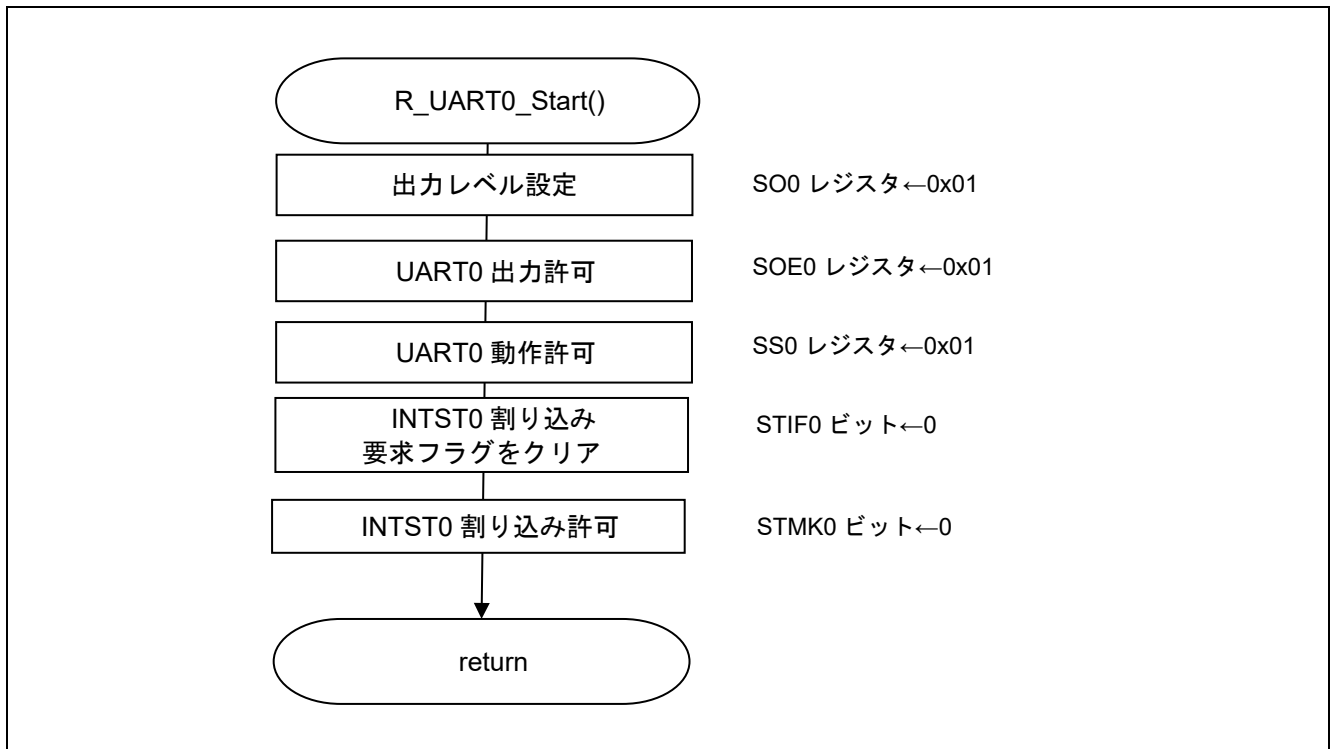 R_UART0_Start()
出力レベル設定
SO0 レジスタ←0x01
UART0 出力許可
SOE0 レジスタ←0x01
UART0 動作許可
SS0 レジスタ←0x01
INTST0 割り込み
要求フラグをクリア
STIF0 ビット←0
INTST0 割り込み許可
STMK0 ビット←0
return